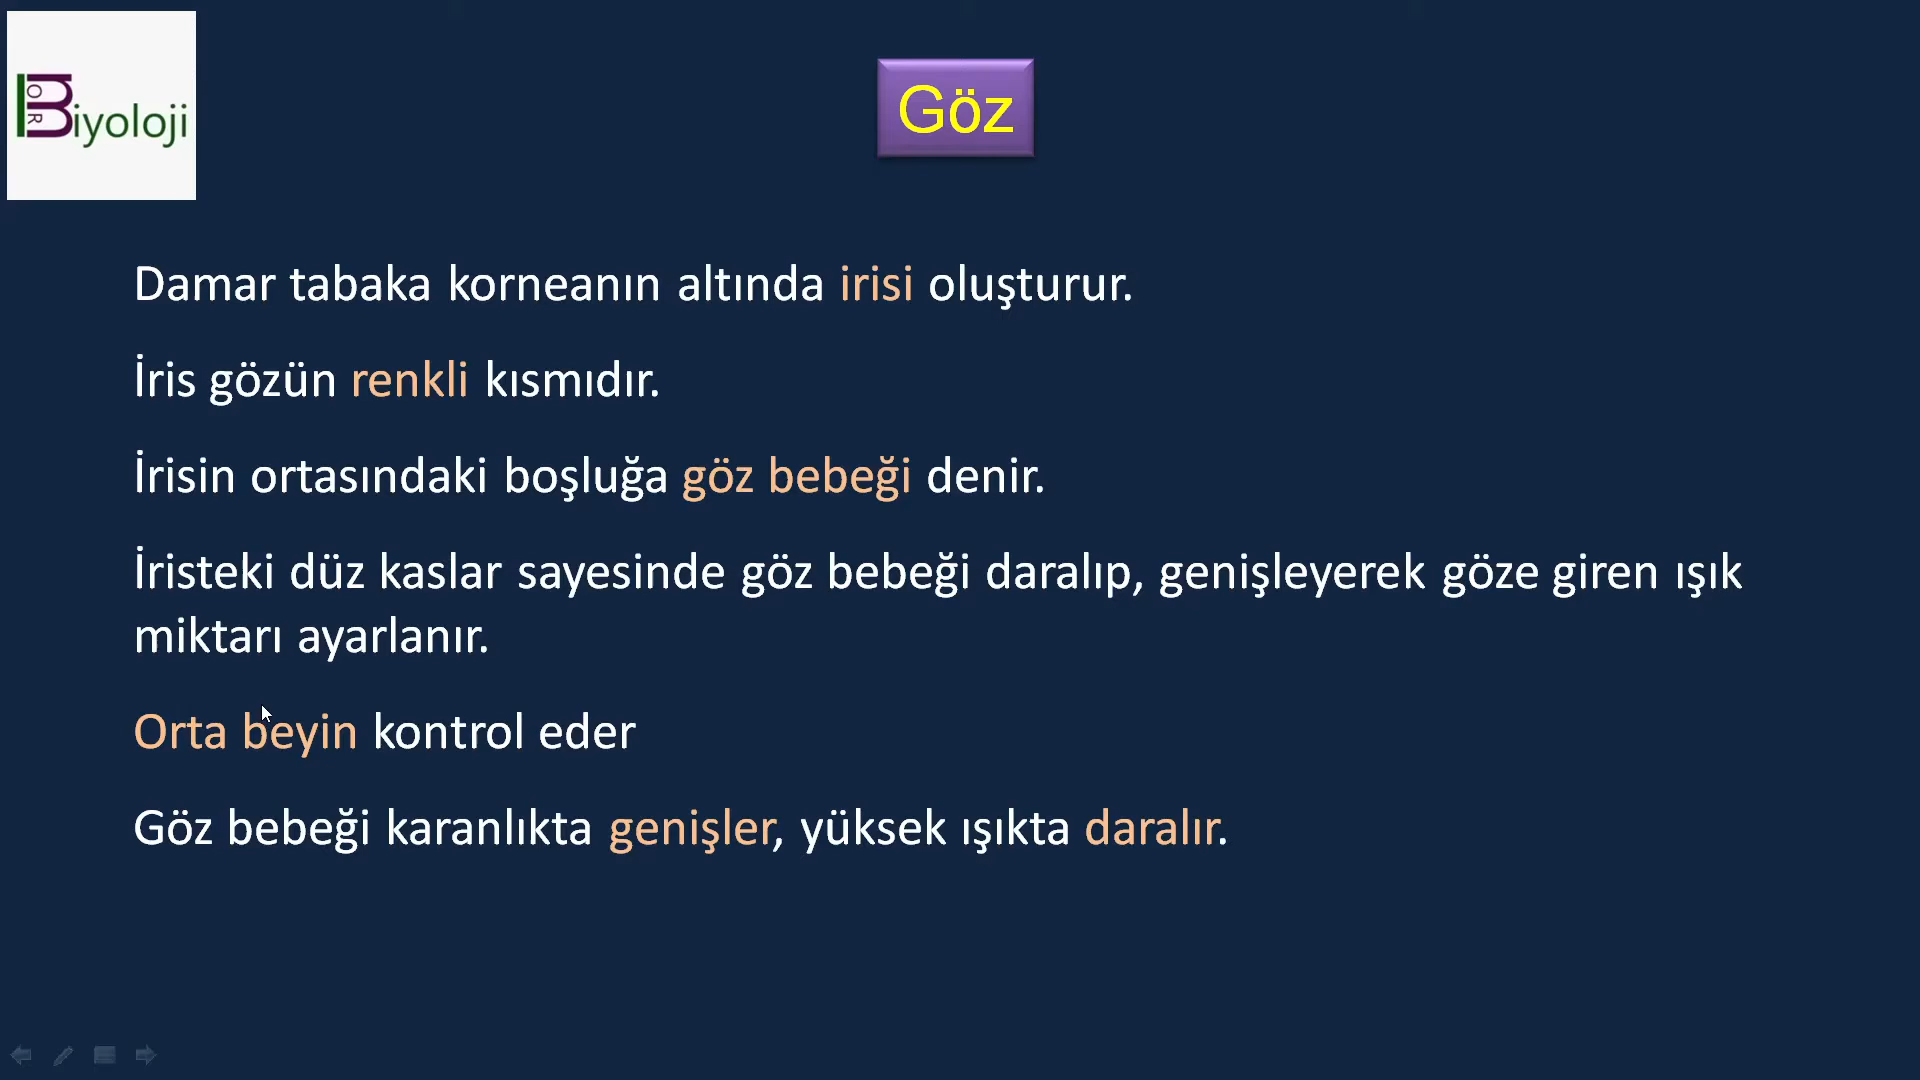 BOR
Biyoloji
Göz
Damar tabaka korneanın altında irisi oluşturur.
İris gözün renkli kısmıdır.
İrisin ortasındaki boşluğa göz bebeği denir.
İristeki düz kaslar sayesinde göz bebeği daralıp, genişleyerek göze giren ışık
miktarı ayarlanır.
Orta beyin kontrol eder
Göz bebeği karanlıkta genişler, yüksek ışıkta daralır.